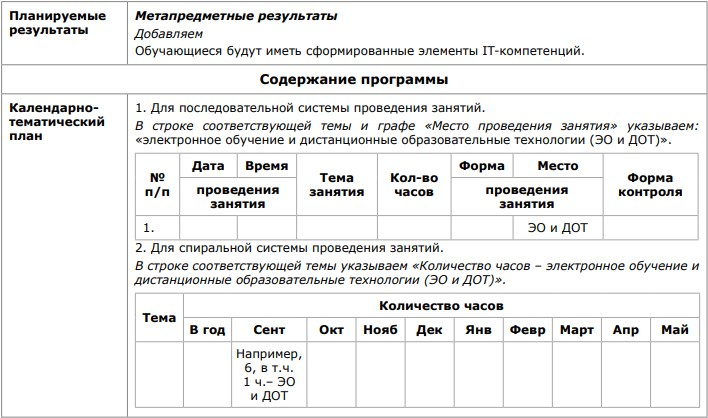 Планируемые результаты
Метапредметные результаты
Добавляем
Обучающиеся будут иметь сформированные элементы IT-компетенций.
Содержание программы
Календарно-
тематический
план
1. Для последовательной системы проведения занятий.
В строке соответствующей темы и графе «Место проведения занятия» указываем:
«электронное обучение и дистанционные образовательные технологии (ЭО и ДОТ)».
№ п/п
Дата
Время
проведения занятия
Тема занятия
Кол-во часов
Форма
Место
проведения занятия
Форма контроля
1.
ЭО и ДОТ
2. Для спиральной системы проведения занятий.
В строке соответствующей темы указываем «Количество часов – электронное обучение и
дистанционные образовательные технологии (ЭО и ДОТ)».
Тема
Количество часов
В год
Сент
Окт
Нояб
Дек
Янв
Февр
Март
Апр
Май
Например,
6, в т.ч.
1 ч.– ЭО
и ДОТ